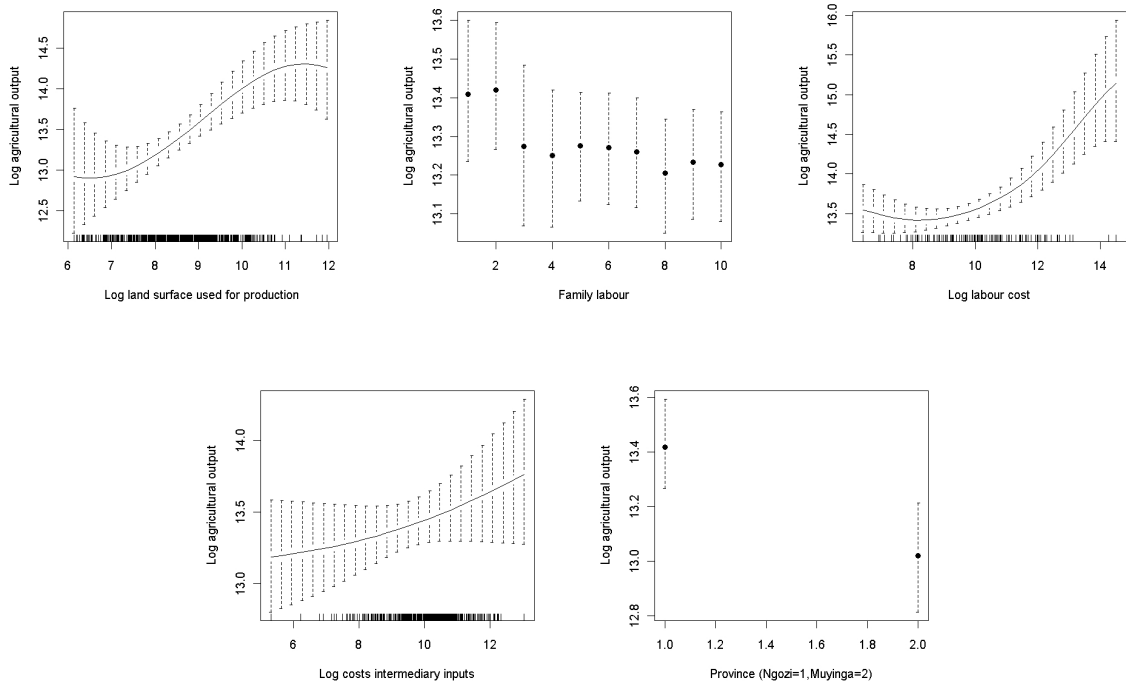 Log agricultural output
14.5
14.0
13.5
13.0
12.5
6 7 8 9 10 11 12
Log land surface used for production
Log agricultural output
13.6
13.5
13.4
13.3
13.2
13.1
2 4 6 8 10
Family labour
Log agricultural output
16.0
15.5
15.0
14.5
14.0
13.5
8 10 12 14
Log labour cost
Log agricultural output
14.0
13.5
13.0
6 8 10 12
Log costs intermediary inputs
Log agricultural output
13.6
13.4
13.2
13.0
12.8
1.0 1.2 1.4 1.6 1.8 2.0
Province (Ngozi=1,Muyinga=2)